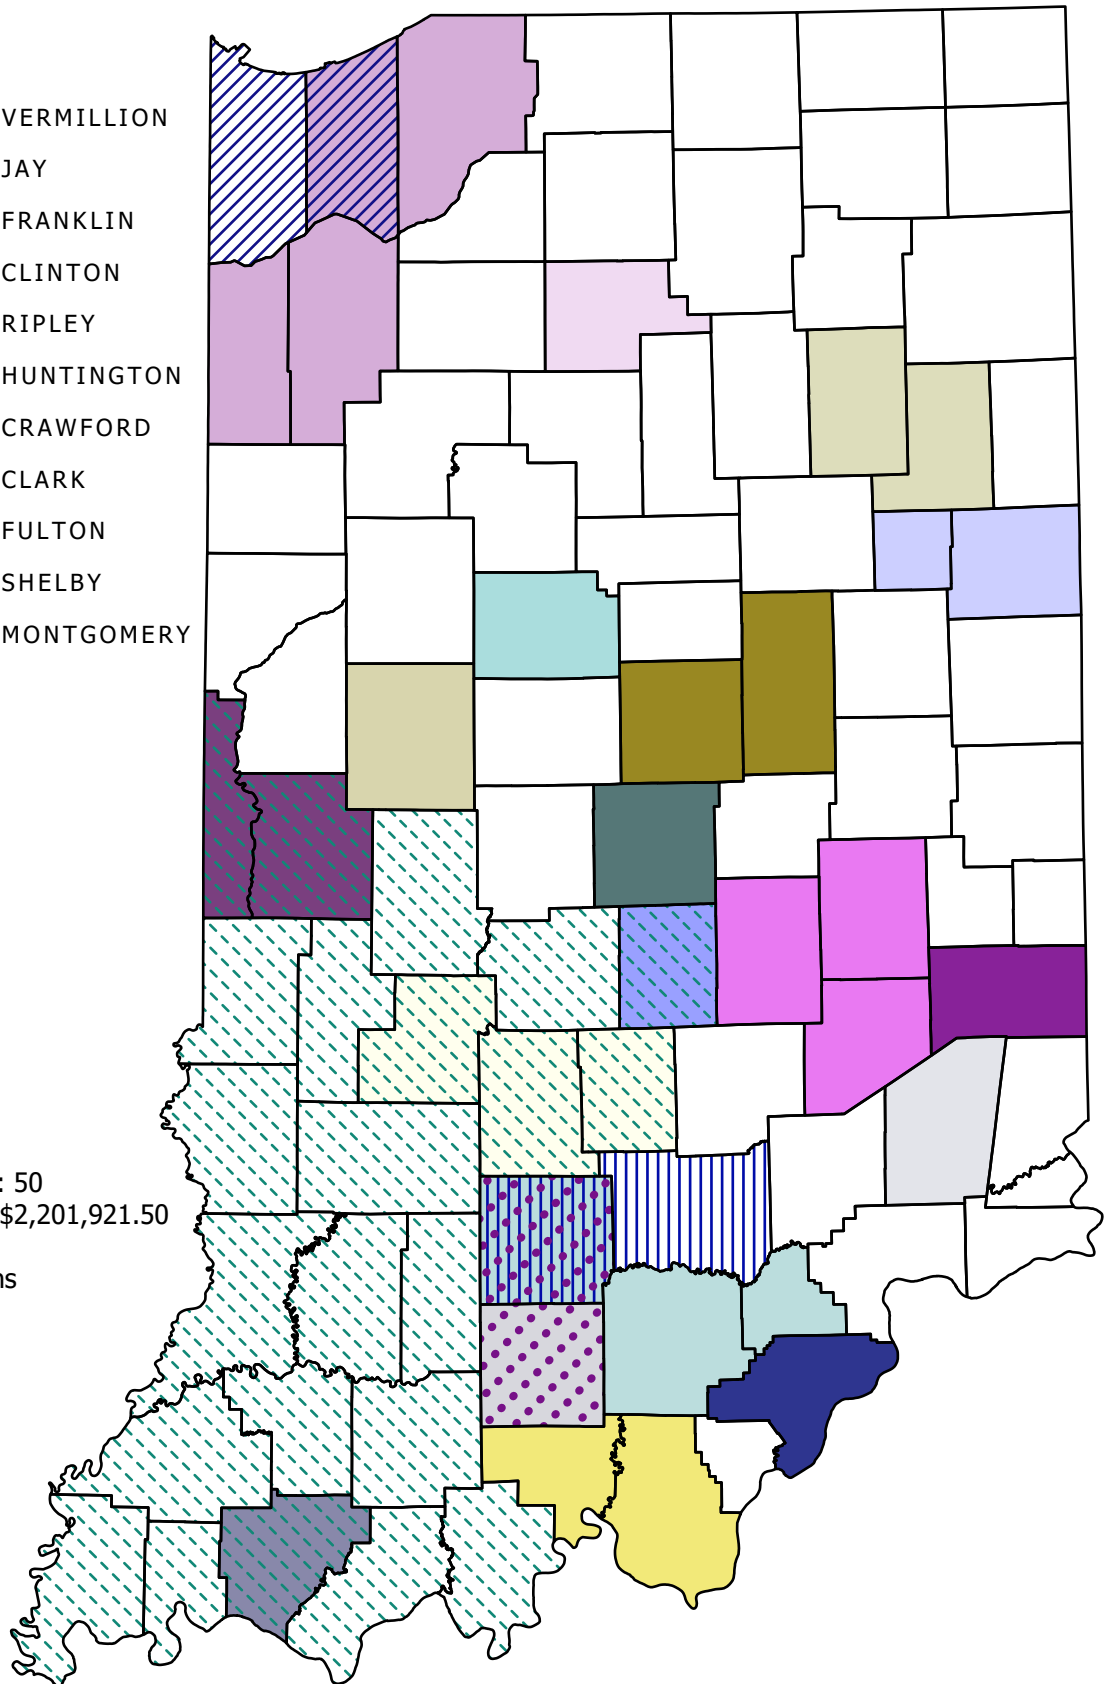 VERMILLION
JAY
FRANKLIN
CLINTON
RIPLEY
HUNTINGTON
CRAWFORD
CLARK
FULTON
SHELBY
MONTGOMERY
: 50
$2,201,921.50
ns